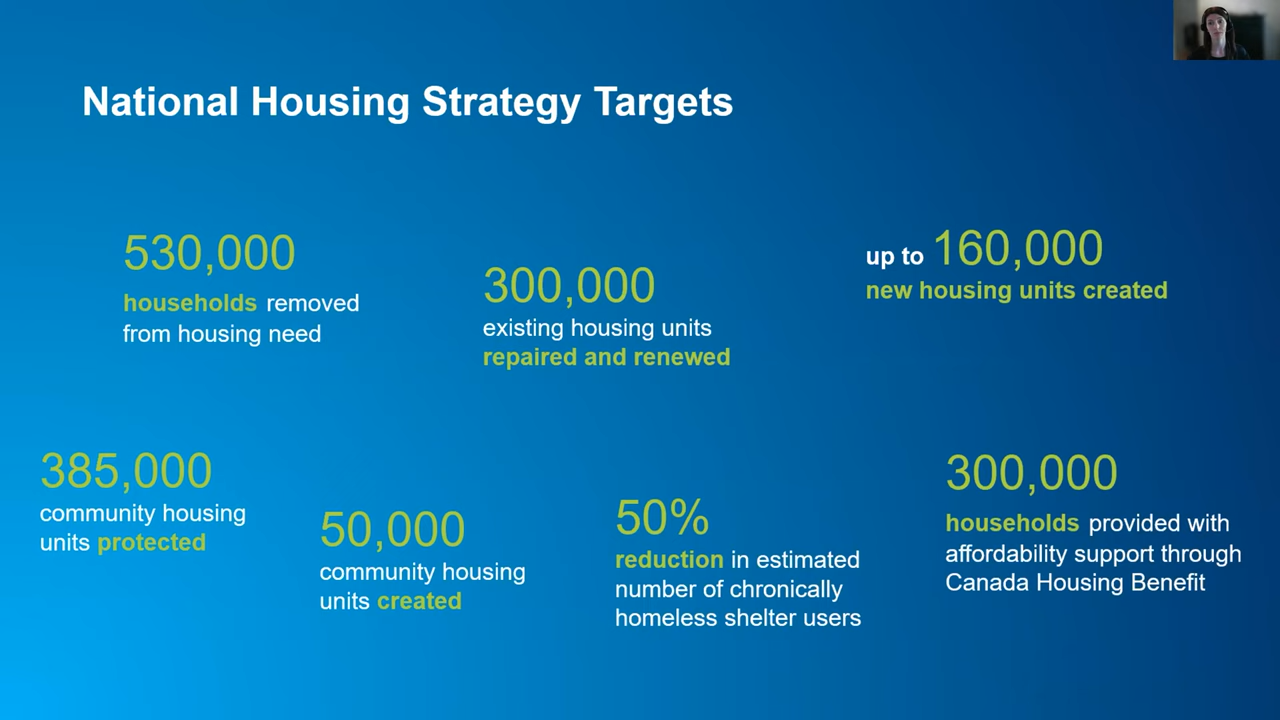 National Housing Strategy Targets
530,000
households removed
from housing need
300,000
existing housing units
repaired and renewed
up to 160,000
new housing units created
385,000
community housing
units protected
50,000
community housing
units created
50%
reduction in estimated
number of chronically
homeless shelter users
300,000
households provided with
affordability support through
Canada Housing Benefit